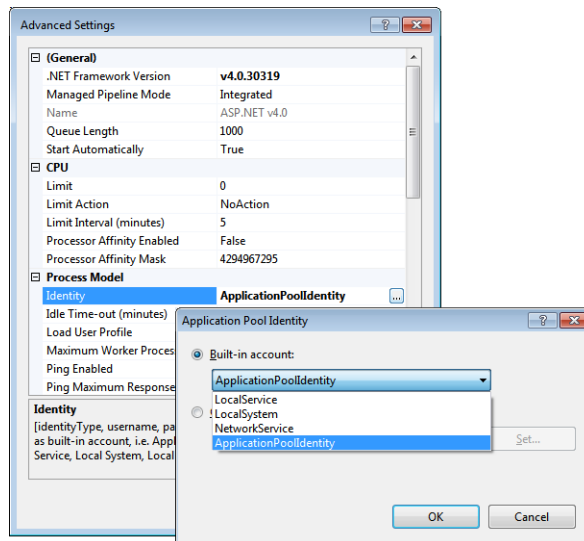 Advanced Settings
(General)
.NET Framework Version v4.0.30319
Managed Pipeline Mode Integrated
Name ASP.NET v4.0
Queue Length 1000
Start Automatically True
CPU
Limit 0
Limit Action NoAction
Limit Interval (minutes) 5
Processor Affinity Enabled False
Processor Affinity Mask 4294967295
Process Model
Identity ApplicationPoolIdentity ...
Idle Time-out (minutes)
Load User Profile
Maximum Worker Proces
Ping Enabled
Ping Maximum Response
Identity
[identityType, username, pa
as built-in account, i.e. Appl
Service, Local System, Local
Application Pool Identity
Built-in account:
ApplicationPoolIdentity
LocalService
LocalSystem
NetworkService
ApplicationPoolIdentity
Set...
OK Cancel